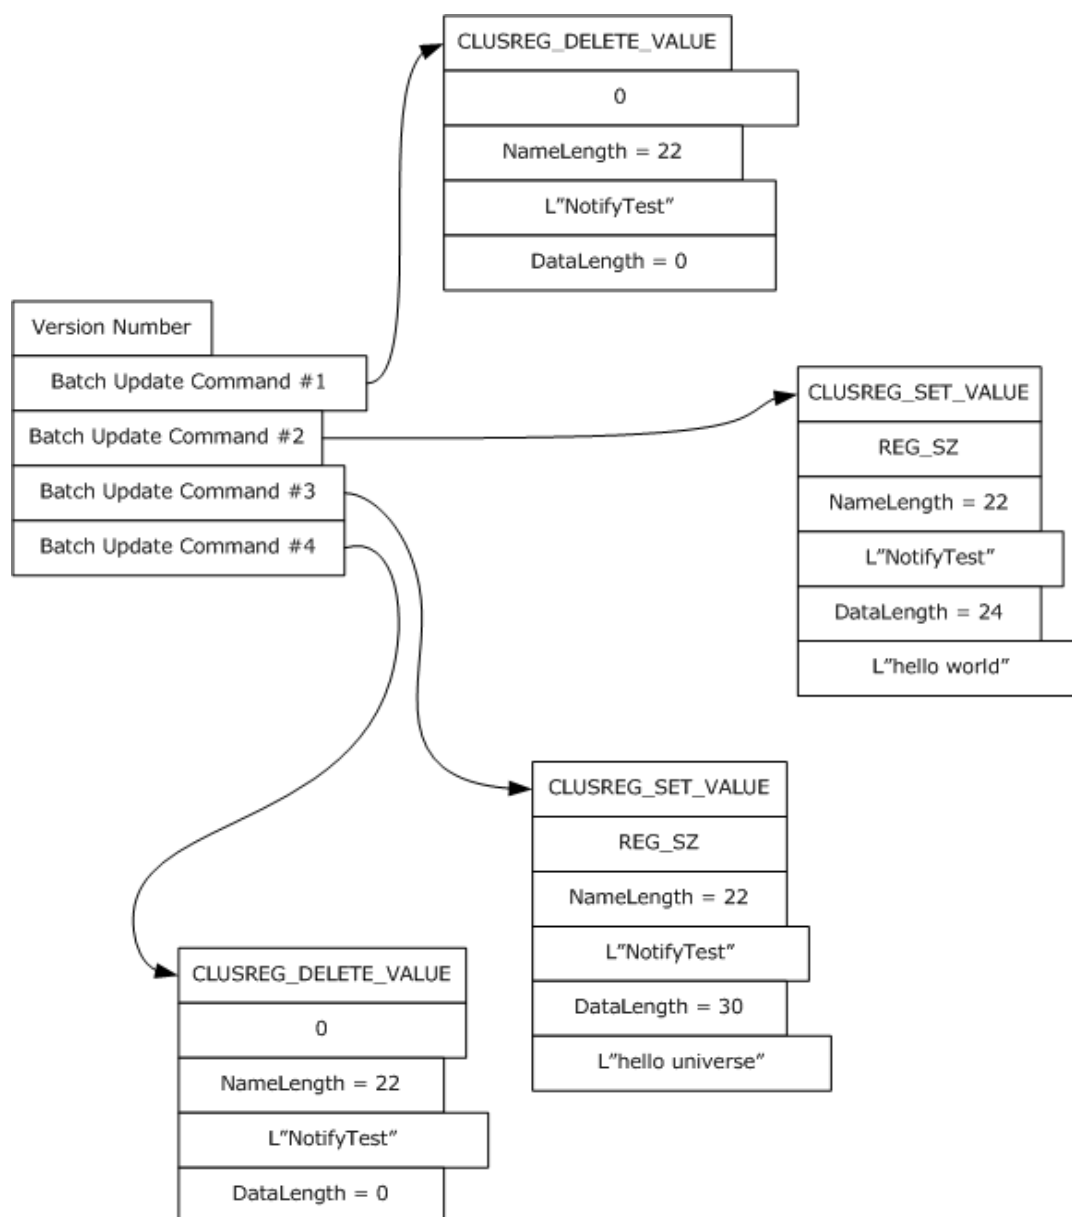 CLUSREG_DELETE_VALUE
0
NameLength = 22
L”NotifyTest”
DataLength = 0
Version Number
Batch Update Command #1
Batch Update Command #2
Batch Update Command #3
Batch Update Command #4
CLUSREG_SET_VALUE
REG_SZ
NameLength = 22
L”NotifyTest”
DataLength = 24
L”hello world”
CLUSREG_SET_VALUE
REG_SZ
NameLength = 22
L”NotifyTest”
DataLength = 30
L”hello universe”
CLUSREG_DELETE_VALUE
0
NameLength = 22
L”NotifyTest”
DataLength = 0